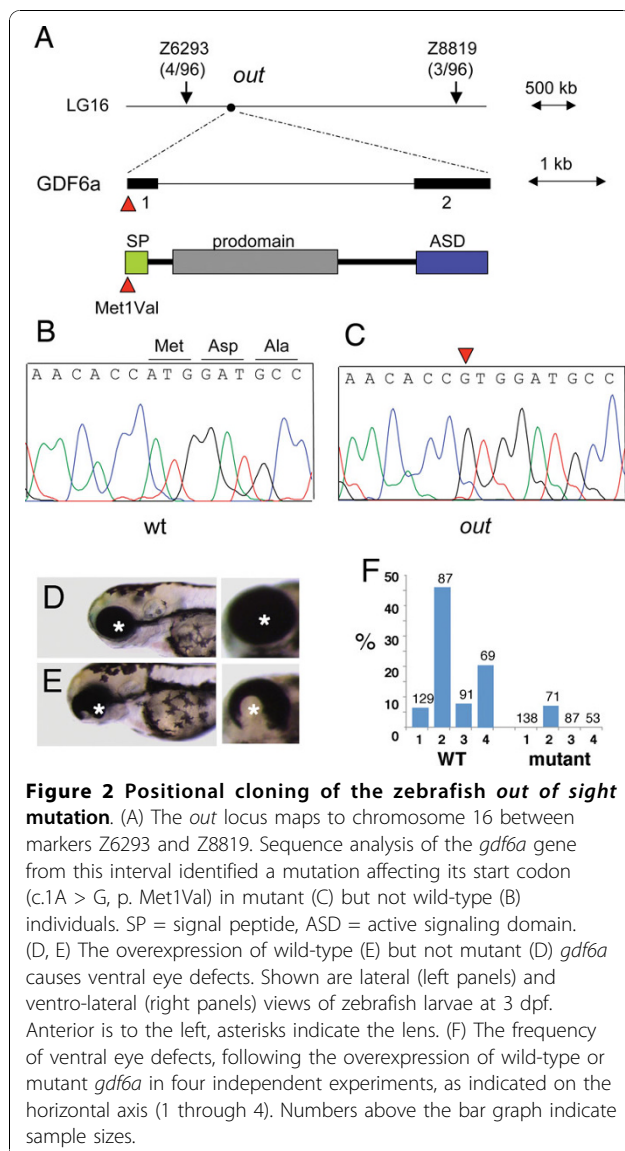 A
Z6293
(4/96)
out
Z8819
(3/96)
500 kb
LG16
1 kb
GDF6a
1
2
SP
prodomain
ASD
Met1Val
B
Met Asp Ala
A A C A C C A T G G A T G C C
wt
C
A A C A C C G T G G A T G C C
out
D
E
F
50
40
30
20
10
0
%
129
87
91
69
138
71
87
53
1 2 3 4
1 2 3 4
WT
mutant
Figure 2 Positional cloning of the zebrafish out of sight
mutation. (A) The out locus maps to chromosome 16 between
markers Z6293 and Z8819. Sequence analysis of the gdf6a gene
from this interval identified a mutation affecting its start codon
(c.1A > G, p. Met1Val) in mutant (C) but not wild-type (B)
individuals. SP = signal peptide, ASD = active signaling domain.
(D, E) The overexpression of wild-type (E) but not mutant (D) gdf6a
causes ventral eye defects. Shown are lateral (left panels) and
ventro-lateral (right panels) views of zebrafish larvae at 3 dpf.
Anterior is to the left, asterisks indicate the lens. (F) The frequency
of ventral eye defects, following the overexpression of wild-type or
mutant gdf6a in four independent experiments, as indicated on the
horizontal axis (1 through 4). Numbers above the bar graph indicate
sample sizes.